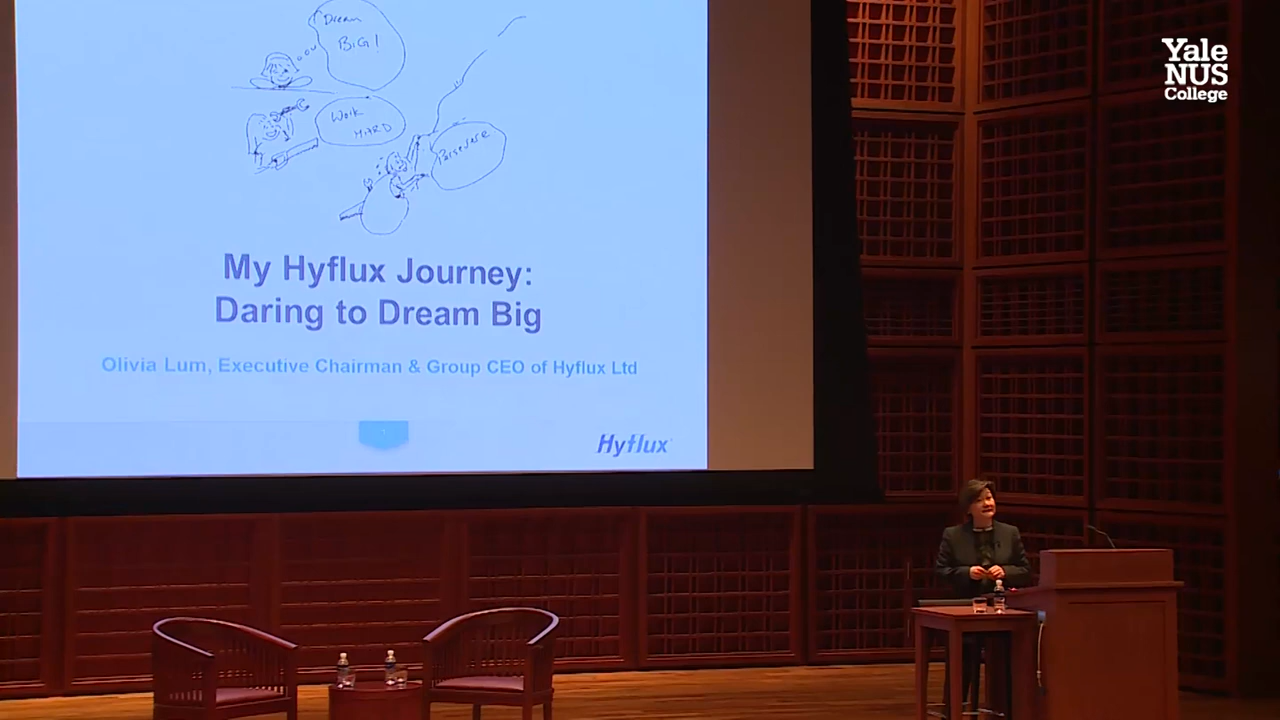 Dream
BIG!
Work
HARD
Persevere
My Hyflux Journey:
Daring to Dream Big
Olivia Lum, Executive Chairman & Group CEO of Hyflux Ltd
Hyflux
Yale
NUS
College